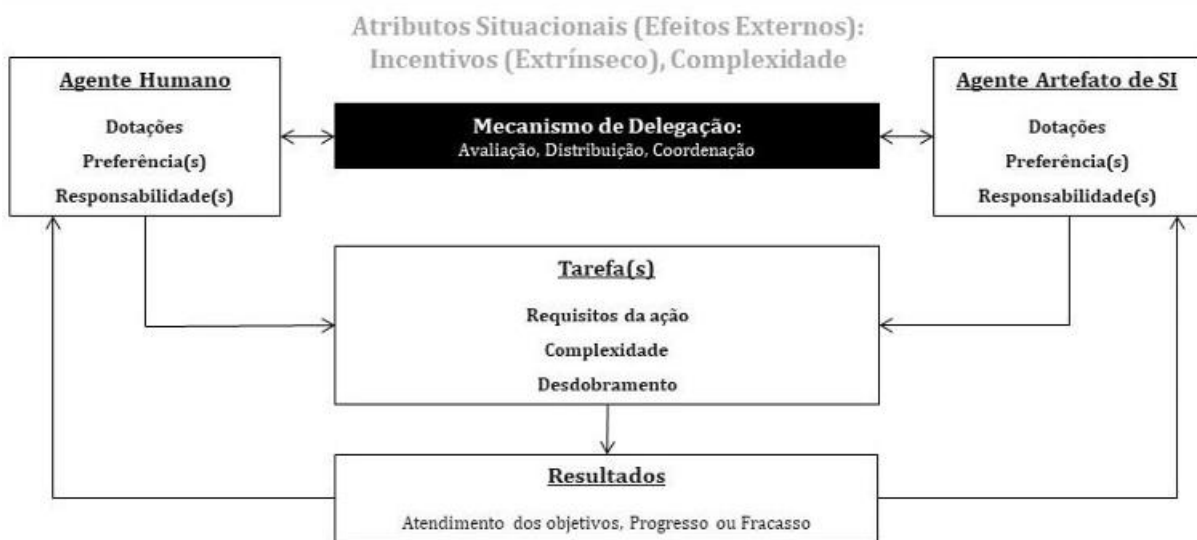 Atributos Situacionais (Efeitos Externos):
Incentivos (Extrínseco), Complexidade
Agente Humano
Dotações
Preferência(s)
Responsabilidade(s)
Mecanismo de Delegação:
Avaliação, Distribuição, Coordenação
Agente Artefato de SI
Dotações
Preferência(s)
Responsabilidade(s)
Tarefa(s)
Requisitos da ação
Complexidade
Desdobramento
Resultados
Atendimento dos objetivos, Progresso ou Fracasso